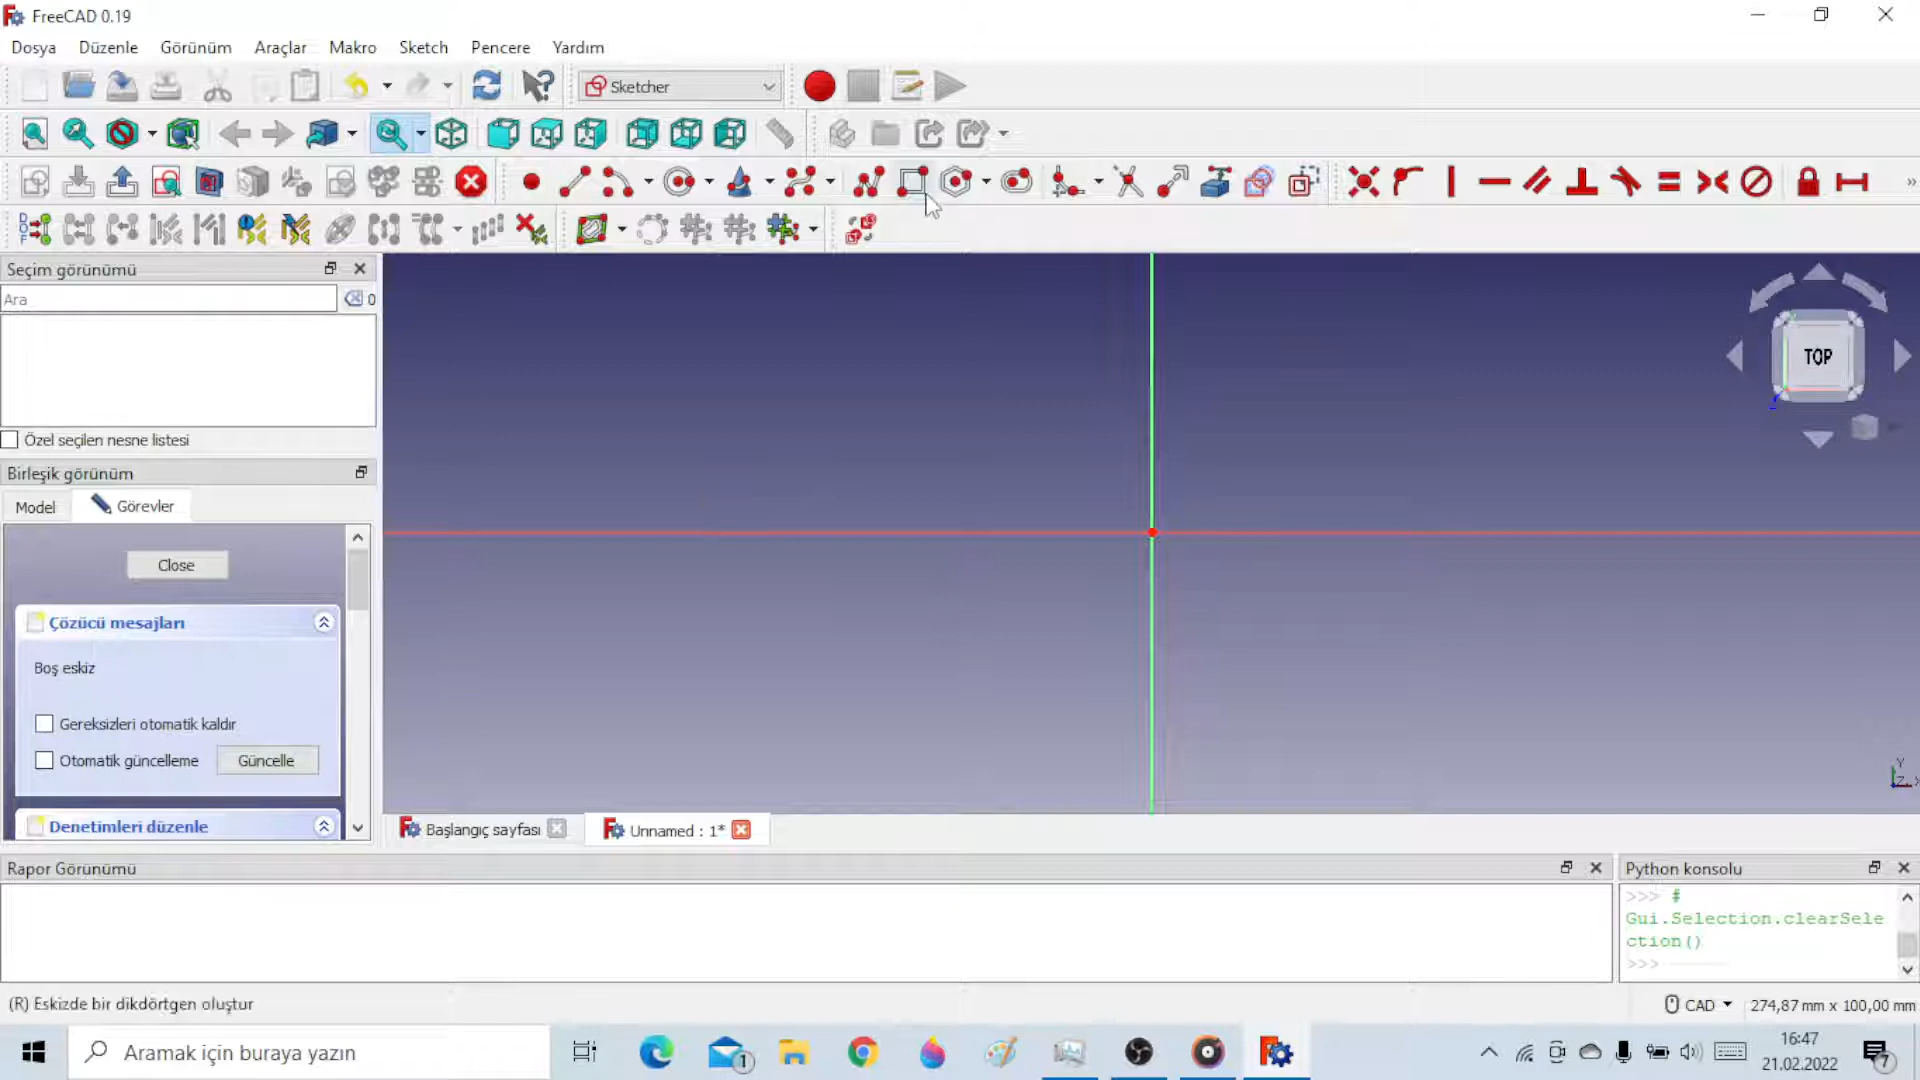 FreeCAD 0.19
Dosya Düzenle Görünüm Araçlar Makro Sketch Pencere Yardım
Sketcher
Seçim görünümü
Ara
0
Özel seçilen nesne listesi
Birleşik görünüm
Model Görevler
Close
Çözücü mesajları
Boş eskiz
Gereksizleri otomatik kaldır
Otomatik güncelleme Güncelle
Denetimleri düzenle
TOP
Y
Z
Başlangıç sayfası Unnamed : 1*
Rapor Görünümü
Python konsolu
>>> #
Gui.Selection.clearSele
ction()
>>>
(R) Eskizde bir dikdörtgen oluştur
CAD 274,87 mm x 100,00 mm
Aramak için buraya yazın
1
16:47
21.02.2022
7